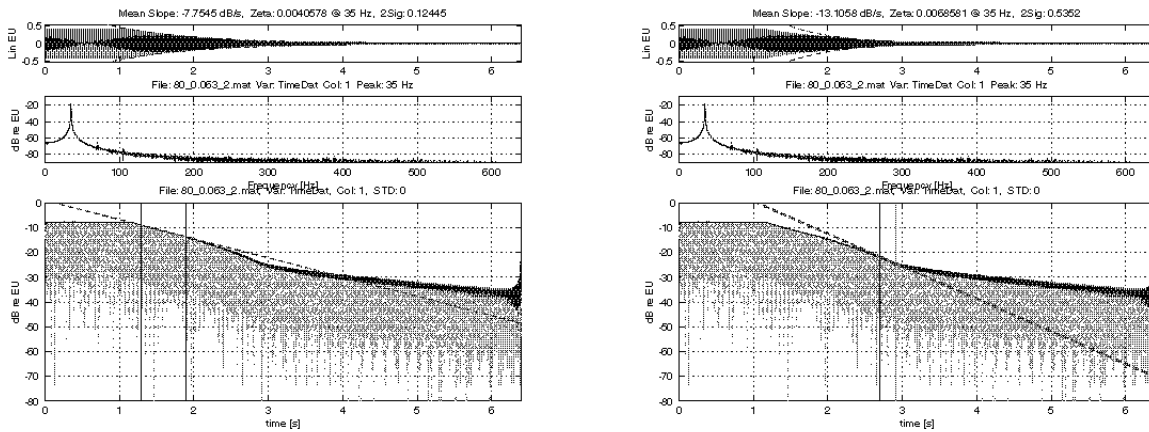 Mean Slope: -7.7545 dB/s, Zeta: 0.0040578 @ 35 Hz, 2Sig: 0.12445
0.5
0
-0.5
Lin EU
0 1 2 3 4 5 6
File: 80_0.063_2.mat Var: TimeDat Col: 1 Peak: 35 Hz
-20
-40
-60
-80
dB re EU
0 100 200 300 400 500 600
Frequency [Hz]
File: 80_0.063_2.mat, Var: TimeDat, Col: 1, STD: 0
0
-10
-20
-30
-40
-50
-60
-70
-80
dB re EU
0 1 2 3 4 5 6
time [s]
Mean Slope: -13.1058 dB/s, Zeta: 0.0068581 @ 35 Hz, 2Sig: 0.5352
0.5
0
-0.5
Lin EU
0 1 2 3 4 5 6
File: 80_0.063_2.mat Var: TimeDat Col: 1 Peak: 35 Hz
-20
-40
-60
-80
dB re EU
0 100 200 300 400 500 600
Frequency [Hz]
File: 80_0.063_2.mat, Var: TimeDat, Col: 1, STD: 0
0
-10
-20
-30
-40
-50
-60
-70
-80
dB re EU
0 1 2 3 4 5 6
time [s]